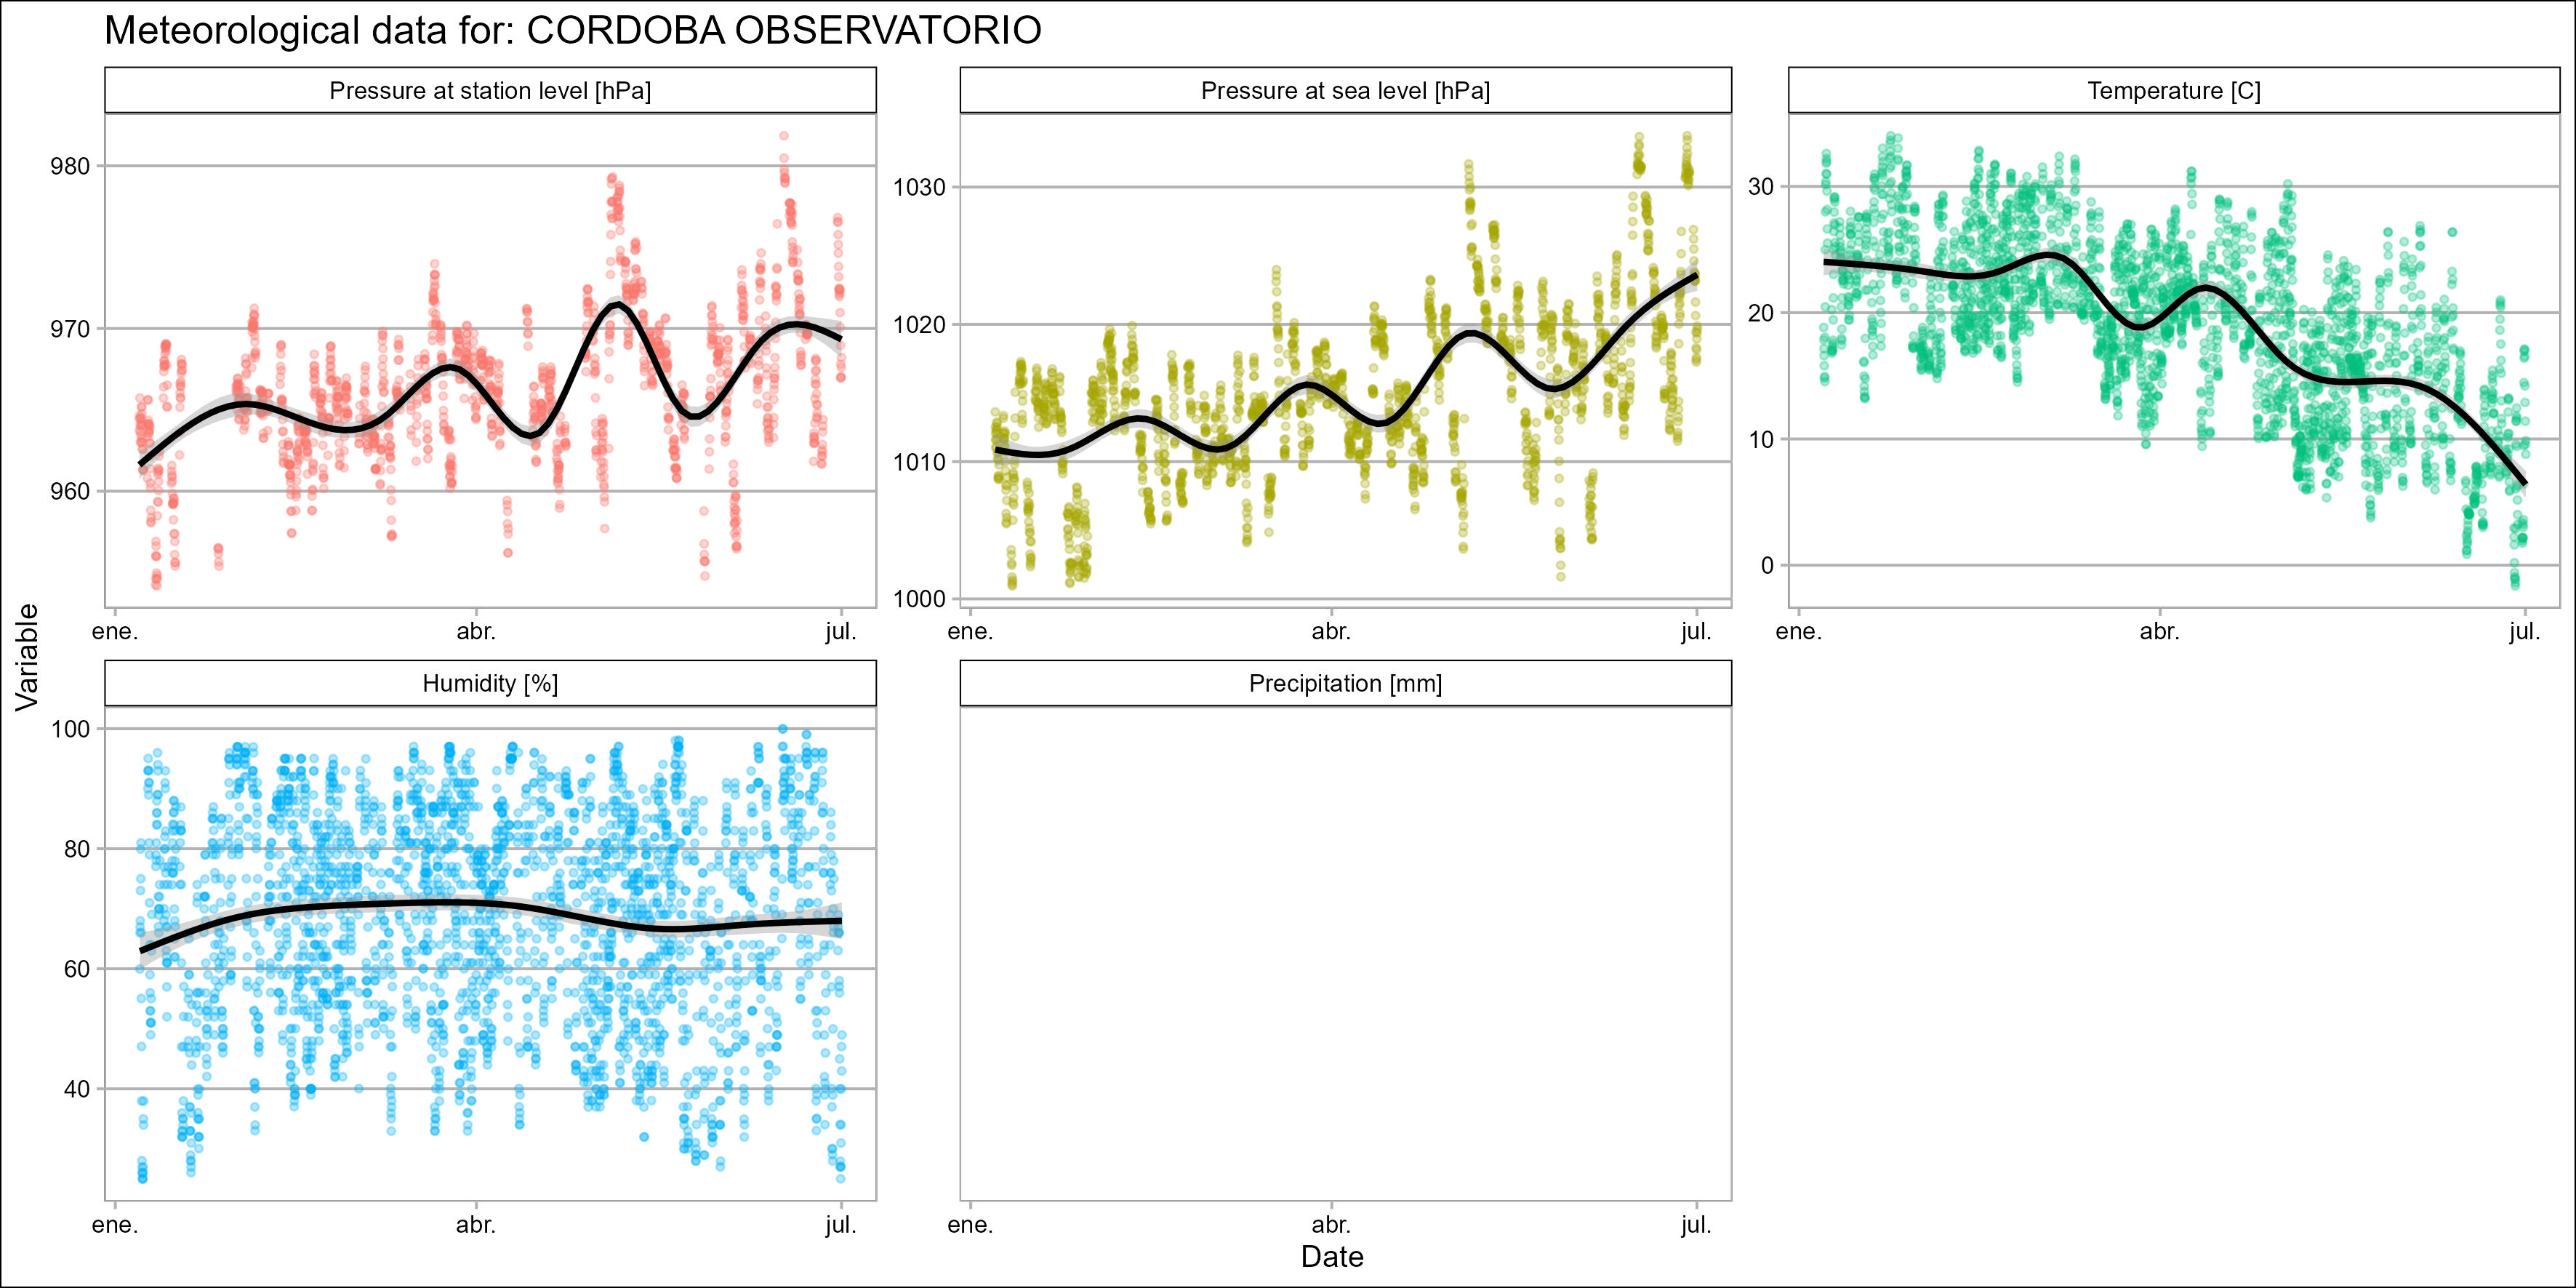 Meteorological data for: CORDOBA OBSERVATORIO
Pressure at station level [hPa]
Pressure at sea level [hPa]
Temperature [C]
980
970
960
1030
1020
1010
1000
30
20
10
0
ene.
abr.
jul.
ene.
abr.
jul.
ene.
abr.
jul.
Variable
Humidity [%]
Precipitation [mm]
100
80
60
40
ene.
abr.
jul.
ene.
abr.
jul.
Date